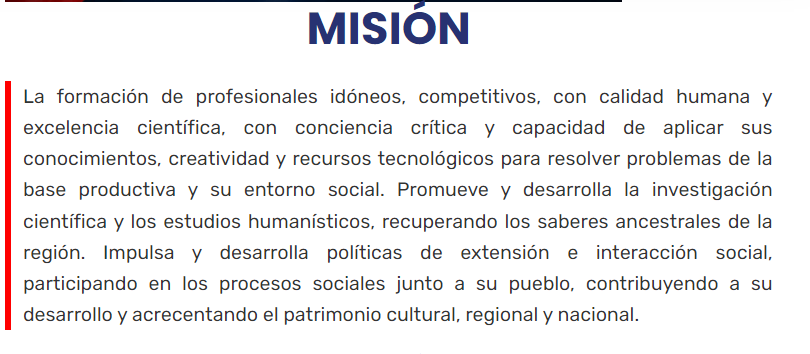 MISIÓN
La formación de profesionales idóneos, competitivos, con calidad humana y
excelencia científica, con conciencia crítica y capacidad de aplicar sus
conocimientos, creatividad y recursos tecnológicos para resolver problemas de la
base productiva y su entorno social. Promueve y desarrolla la investigación
científica y los estudios humanísticos, recuperando los saberes ancestrales de la
región. Impulsa y desarrolla políticas de extensión e interacción social,
participando en los procesos sociales junto a su pueblo, contribuyendo a su
desarrollo y acrecentando el patrimonio cultural, regional y nacional.